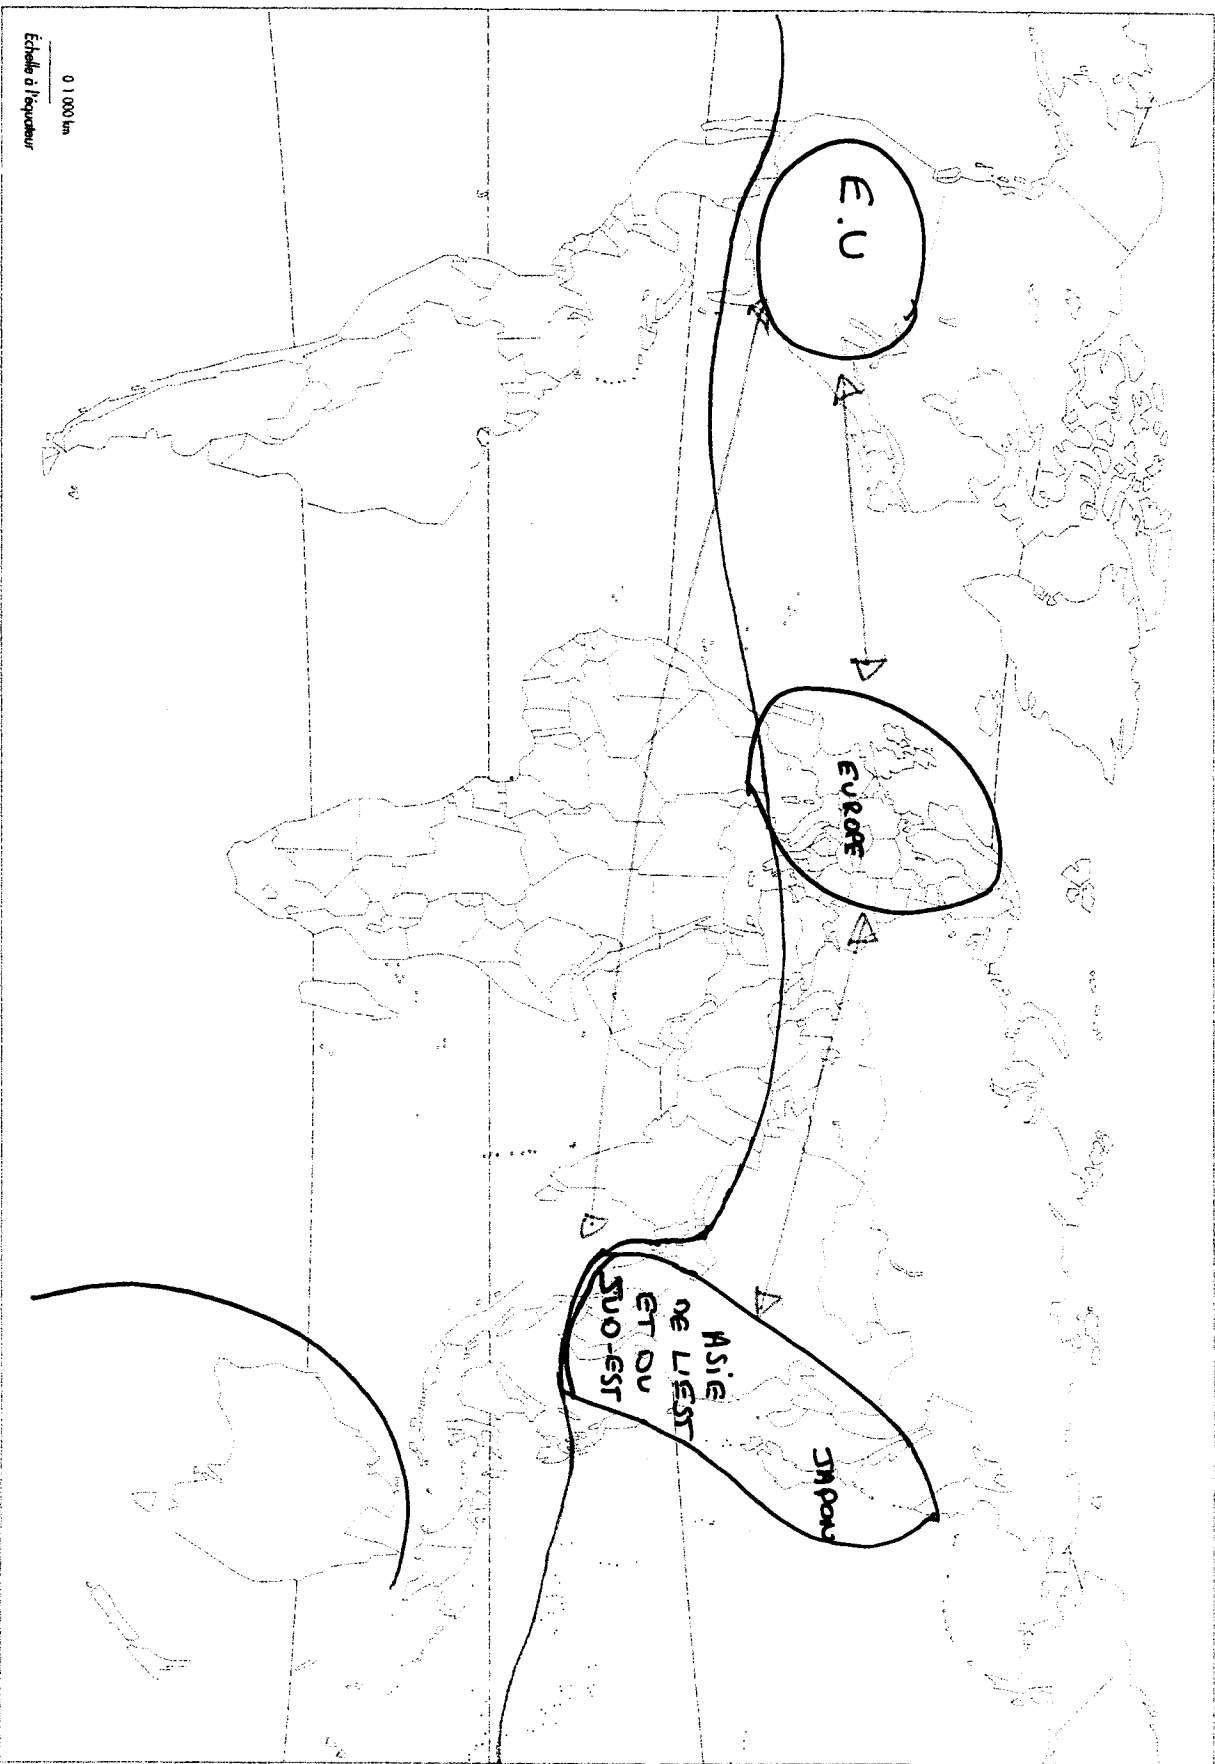 E.U
EUROPE
JAPON
ASIE
DE L'EST
ET DU
SUD-EST
0 1 000 km
Échelle à l'équateur